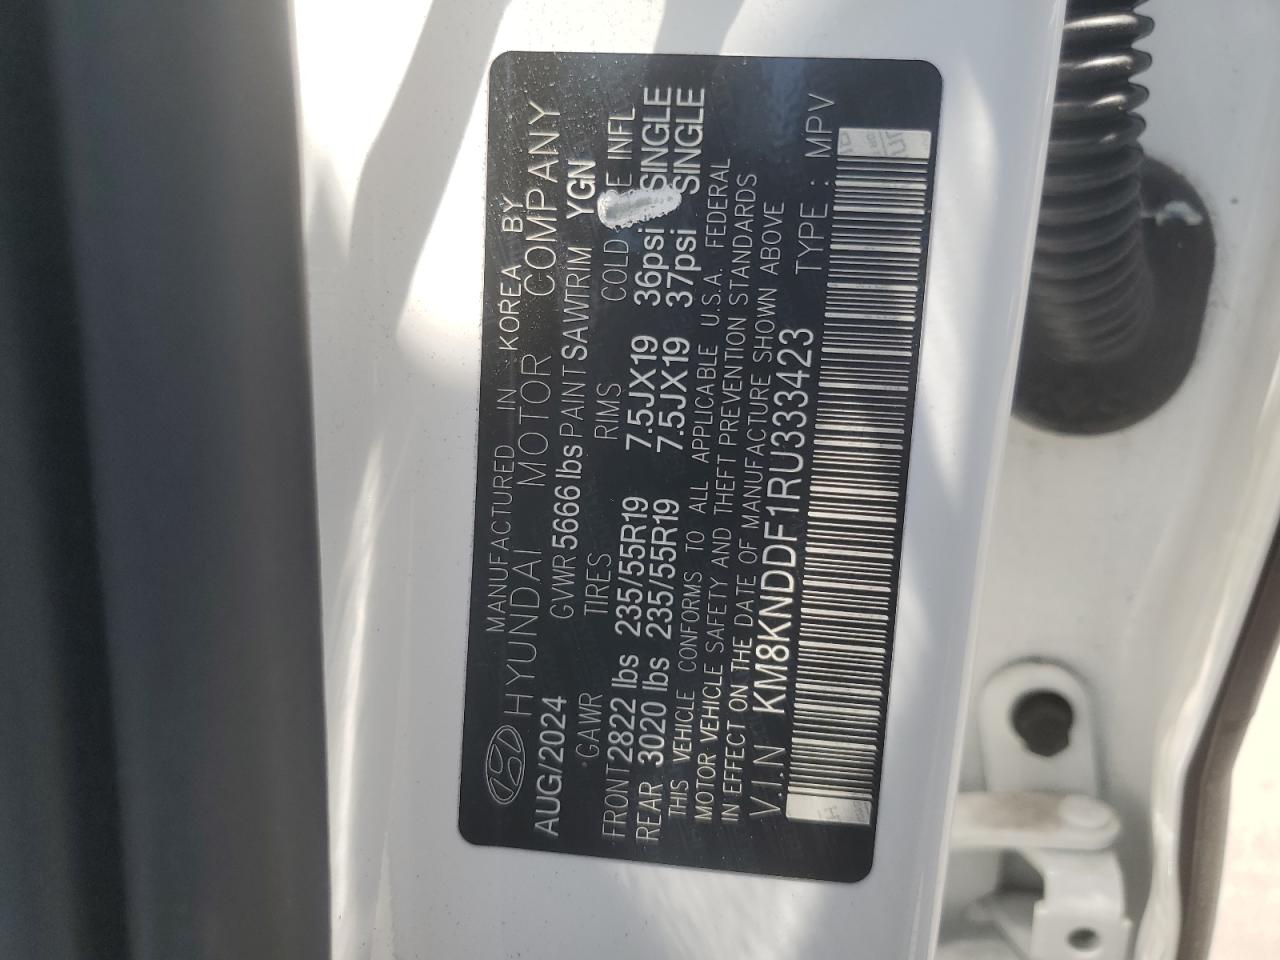 MANUFACTURED IN KOREA BY
HYUNDAI MOTOR COMPANY
AUG/2024 GVWR 5666 lbs PAINT SAW TRIM YGN
GAWR TIRES RIMS COLD INFL
FRONT 2822 lbs 235/55R19 7.5JX19 36psi SINGLE
REAR 3020 lbs 235/55R19 7.5JX19 37psi SINGLE
THIS VEHICLE CONFORMS TO ALL APPLICABLE U.S.A. FEDERAL
MOTOR VEHICLE SAFETY AND THEFT PREVENTION STANDARDS
IN EFFECT ON THE DATE OF MANUFACTURE SHOWN ABOVE
V.I.N KM8KNDDF1RU333423 TYPE : MPV